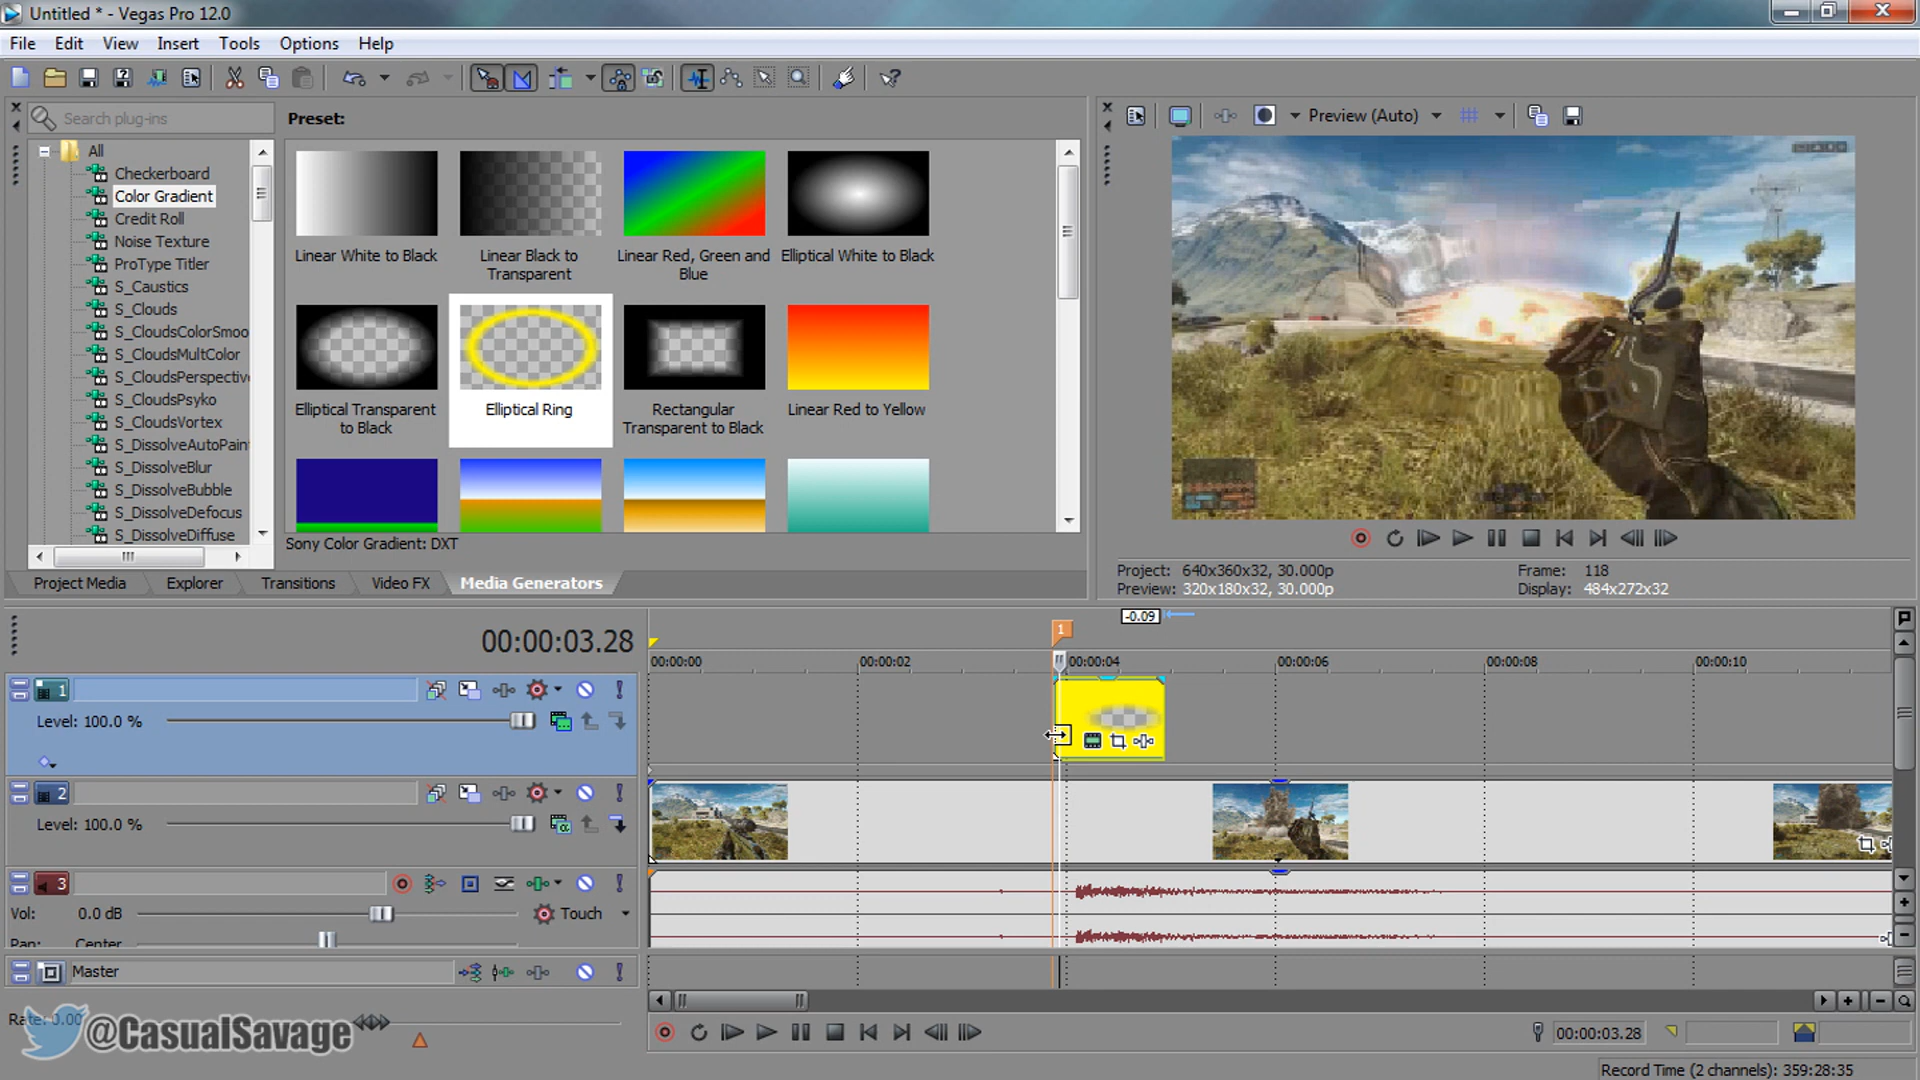 Untitled * - Vegas Pro 12.0
File Edit View Insert Tools Options Help
Search plug-ins
Preset:
Preview (Auto)
All
Checkerboard
Color Gradient
Credit Roll
Noise Texture
ProType Titler
S_Caustics
S_Clouds
S_CloudsColorSmoo
S_CloudsMultColor
S_CloudsPerspectiv
S_CloudsPsyko
S_CloudsVortex
S_DissolveAutoPain
S_DissolveBlur
S_DissolveBubble
S_DissolveDefocus
S_DissolveDiffuse
Linear White to Black
Linear Black to
Transparent
Linear Red, Green and
Blue
Elliptical White to Black
Elliptical Transparent
to Black
Elliptical Ring
Rectangular
Transparent to Black
Linear Red to Yellow
Sony Color Gradient: DXT
Project Media Explorer Transitions Video FX Media Generators
Project: 640x360x32, 30.000p
Preview: 320x180x32, 30.000p
Frame: 118
Display: 484x272x32
-0.09
1
00:00:03.28
00:00:00 00:00:02 00:00:04 00:00:06 00:00:08 00:00:10
1
Level: 100.0 %
2
Level: 100.0 %
3
Vol: 0.0 dB Touch
Pan: Center
Master
Rate: 0.00
@CasualSavage
00:00:03.28
Record Time (2 channels): 359:28:35